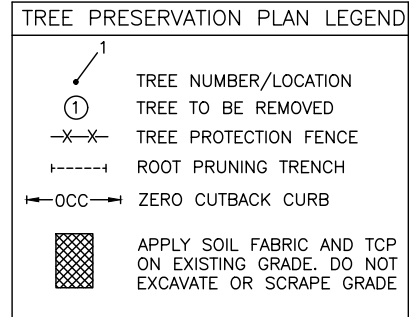 TREE PRESERVATION PLAN LEGEND
1
TREE NUMBER/LOCATION
1 TREE TO BE REMOVED
X X TREE PROTECTION FENCE
ROOT PRUNING TRENCH
OCC ZERO CUTBACK CURB
APPLY SOIL FABRIC AND TCP
ON EXISTING GRADE. DO NOT
EXCAVATE OR SCRAPE GRADE